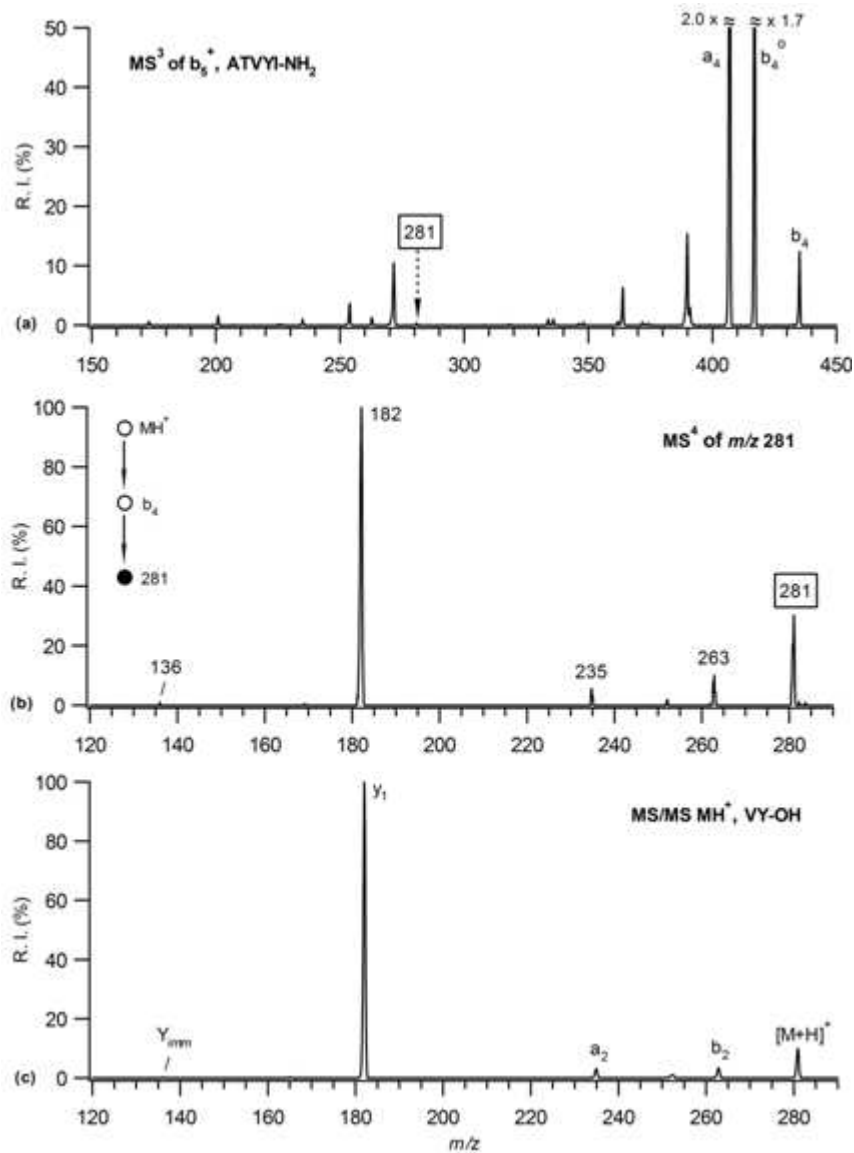 2.0 x ≈ ≈ x 1.7
MS³ of b₅⁺, ATVYI-NH₂
a₄
b₄⁰
281
b₄
R. I. (%)
50
40
30
20
10
0
(a)
150 200 250 300 350 400 450
MS⁴ of m/z 281
MH⁺
b₄
281
182
281
136
235
263
R. I. (%)
100
80
60
40
20
0
(b)
120 140 160 180 200 220 240 260 280
MS/MS MH⁺, VY-OH
y₁
Yimm
a₂
b₂
[M+H]⁺
R. I. (%)
100
80
60
40
20
0
(c)
120 140 160 180 200 220 240 260 280
m/z